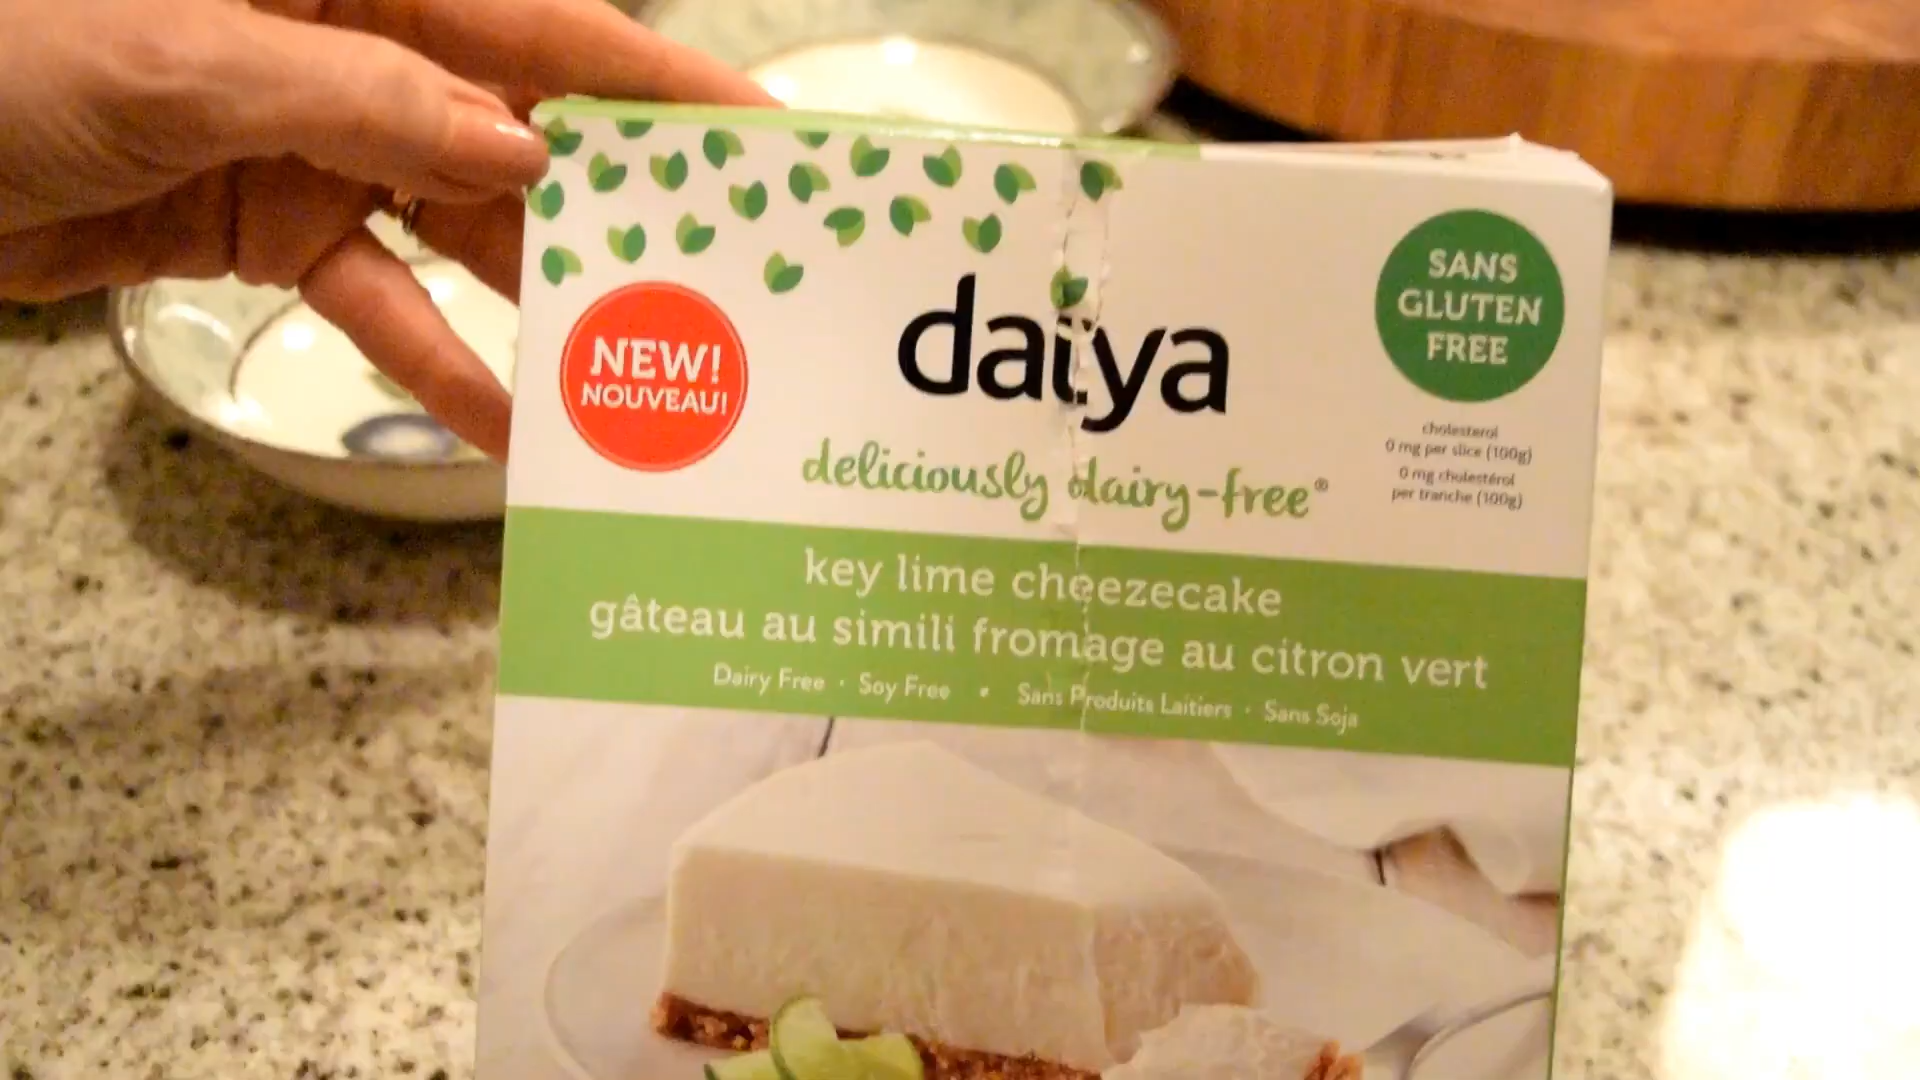 NEW!
NOUVEAU!
daiya
deliciously dairy-free®
SANS
GLUTEN
FREE
cholesterol
0 mg per slice (100g)
0 mg cholestérol
per tranche (100g)
key lime cheezecake
gâteau au simili fromage au citron vert
Dairy Free · Soy Free • Sans Produits Laitiers · Sans Soja